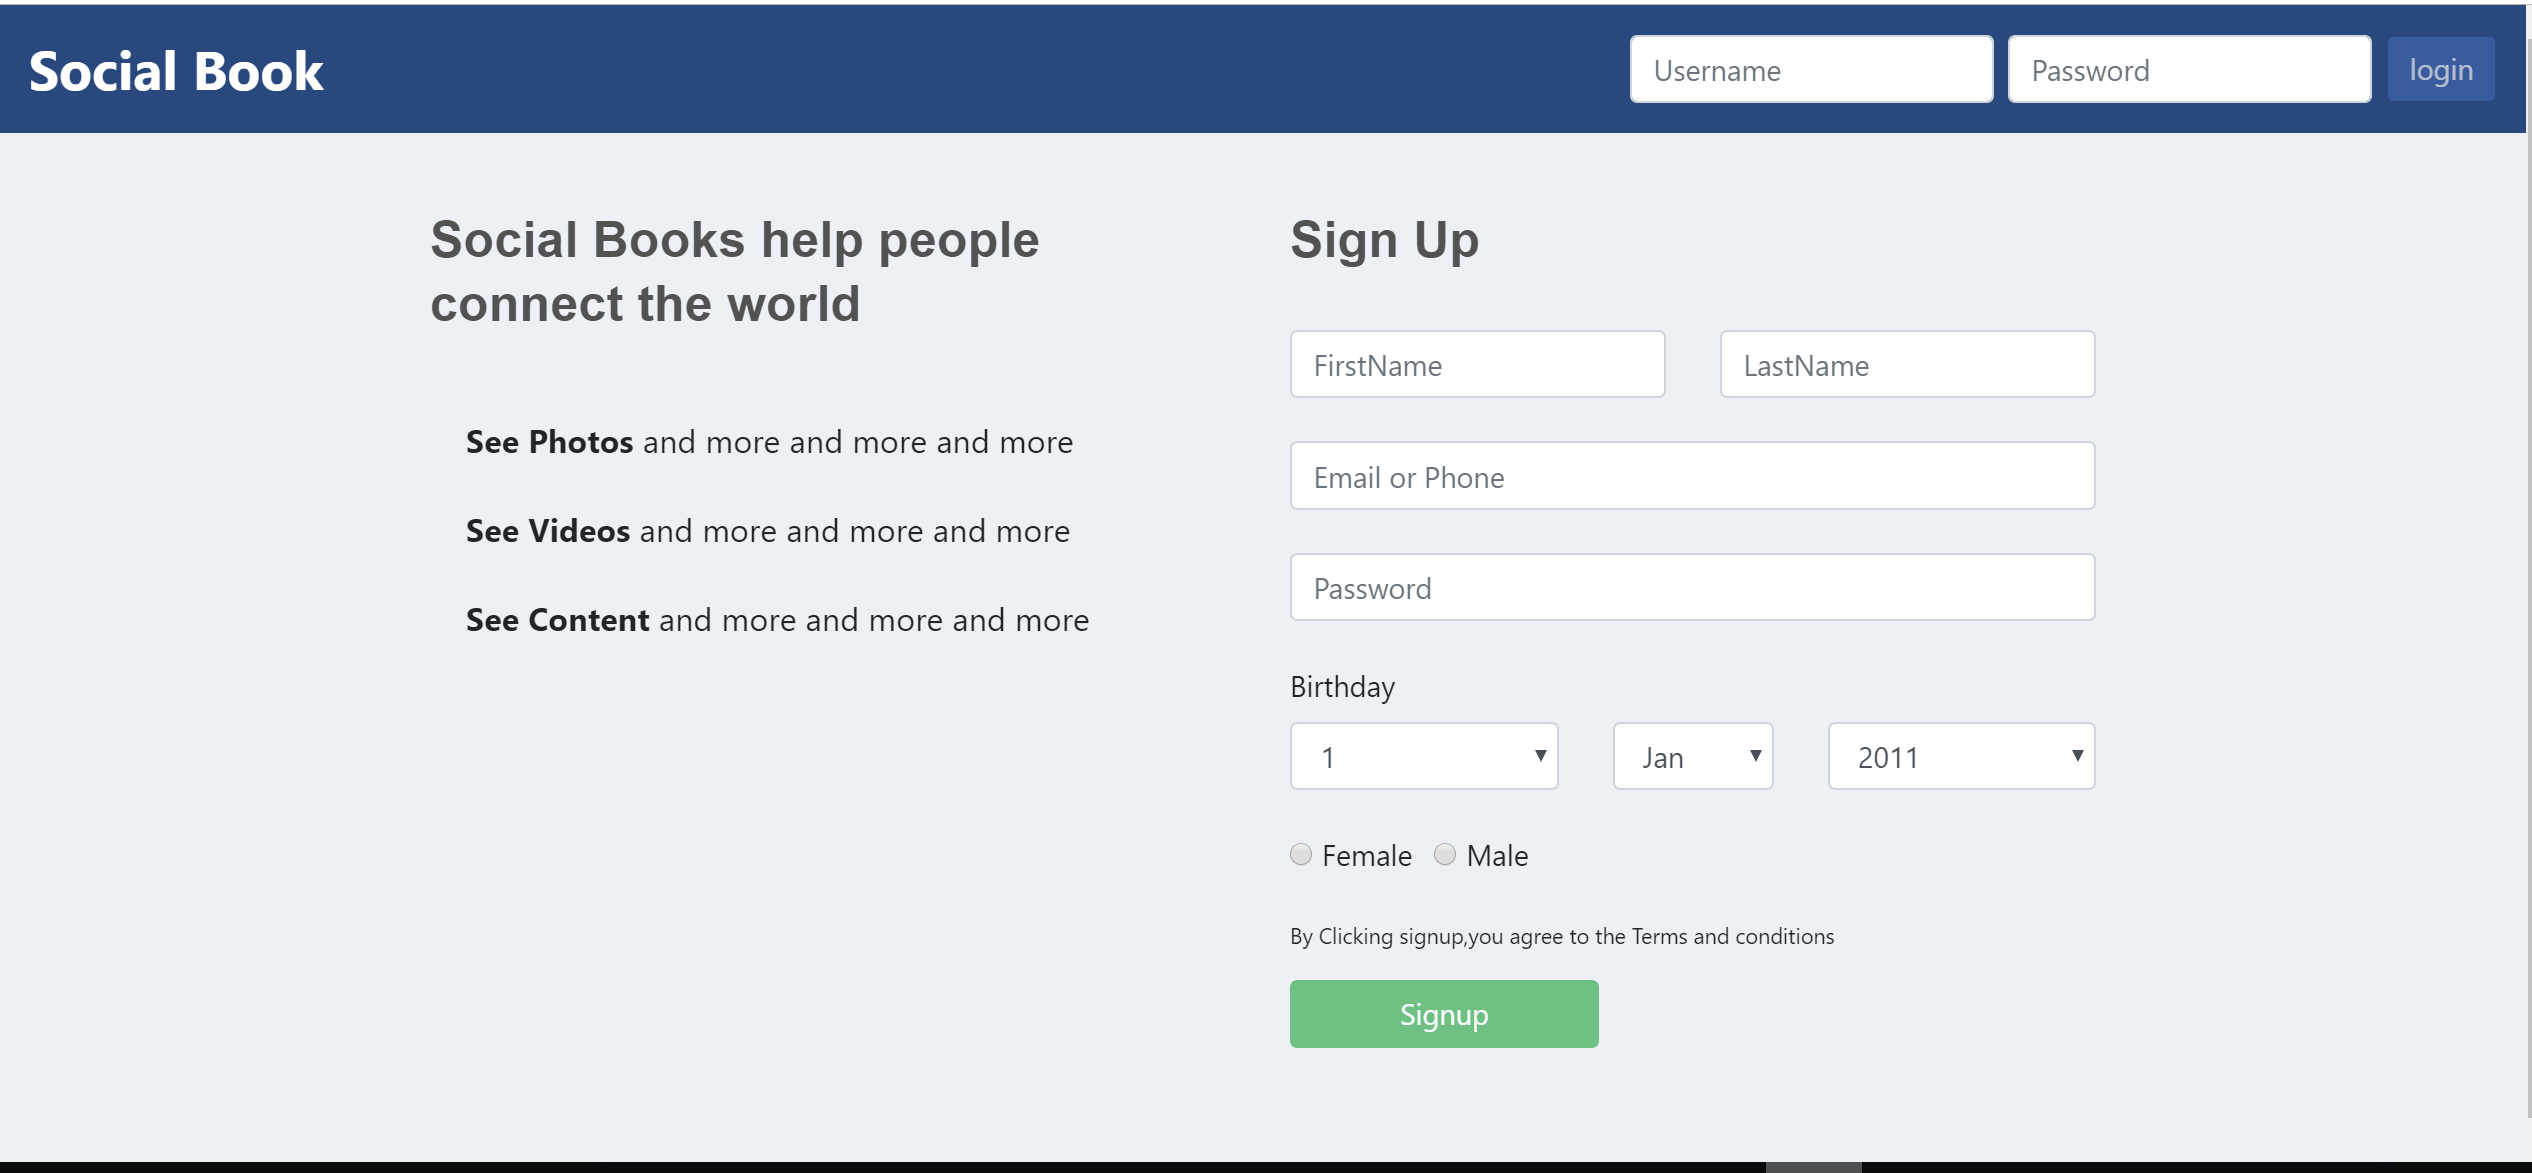 Social Book
Username
Password
login
Social Books help people
connect the world
See Photos and more and more and more
See Videos and more and more and more
See Content and more and more and more
Sign Up
FirstName
LastName
Email or Phone
Password
Birthday
1
Jan
2011
Female
Male
By Clicking signup,you agree to the Terms and conditions
Signup